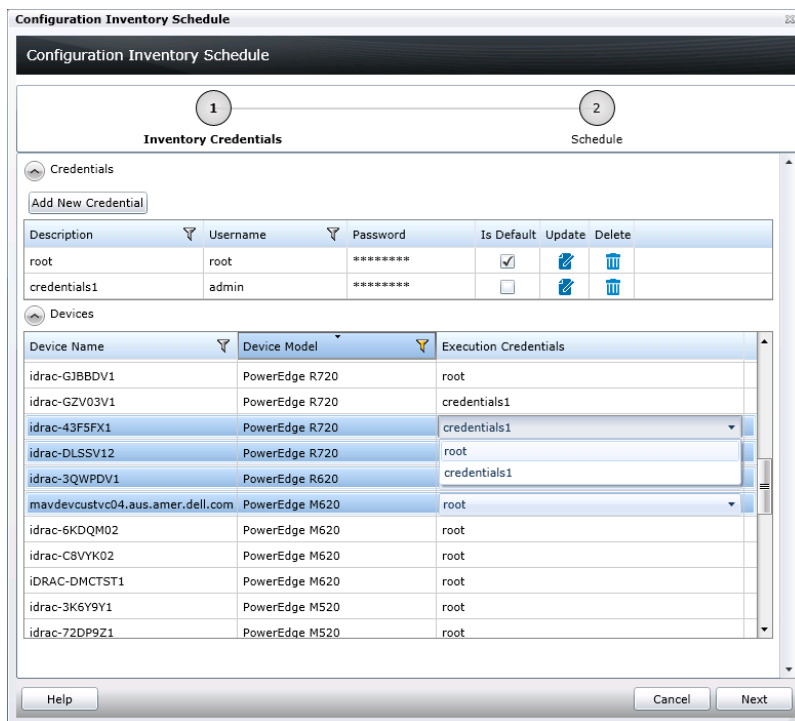 Configuration Inventory Schedule
Configuration Inventory Schedule
1 2
Inventory Credentials Schedule
Credentials
Add New Credential
Description Username Password Is Default Update Delete
root root ********
credentials1 admin ********
Devices
Device Name Device Model Execution Credentials
idrac-GJBBDV1 PowerEdge R720 root
idrac-GZV03V1 PowerEdge R720 credentials1
idrac-43F5FX1 PowerEdge R720 credentials1
idrac-DLSSV12 PowerEdge R720 root
idrac-3QWPDV1 PowerEdge R620 credentials1
mavdevcustvc04.aus.amer.dell.com PowerEdge M620 root
idrac-6KDQM02 PowerEdge M620 root
idrac-C8VYK02 PowerEdge M620 root
iDRAC-DMCTST1 PowerEdge M620 root
idrac-3K6Y9Y1 PowerEdge M520 root
idrac-72DP9Z1 PowerEdge M520 root
Help Cancel Next